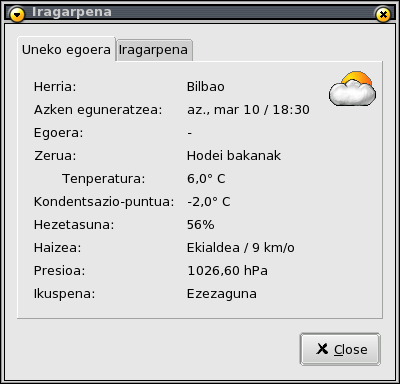 Iragarpena
Uneko egoera Iragarpena
Herria: Bilbao
Azken eguneratzea: az., mar 10 / 18:30
Egoera: -
Zerua: Hodei bakanak
Tenperatura: 6,0° C
Kondentsazio-puntua: -2,0° C
Hezetasuna: 56%
Haizea: Ekialdea / 9 km/o
Presioa: 1026,60 hPa
Ikuspena: Ezezaguna
Close